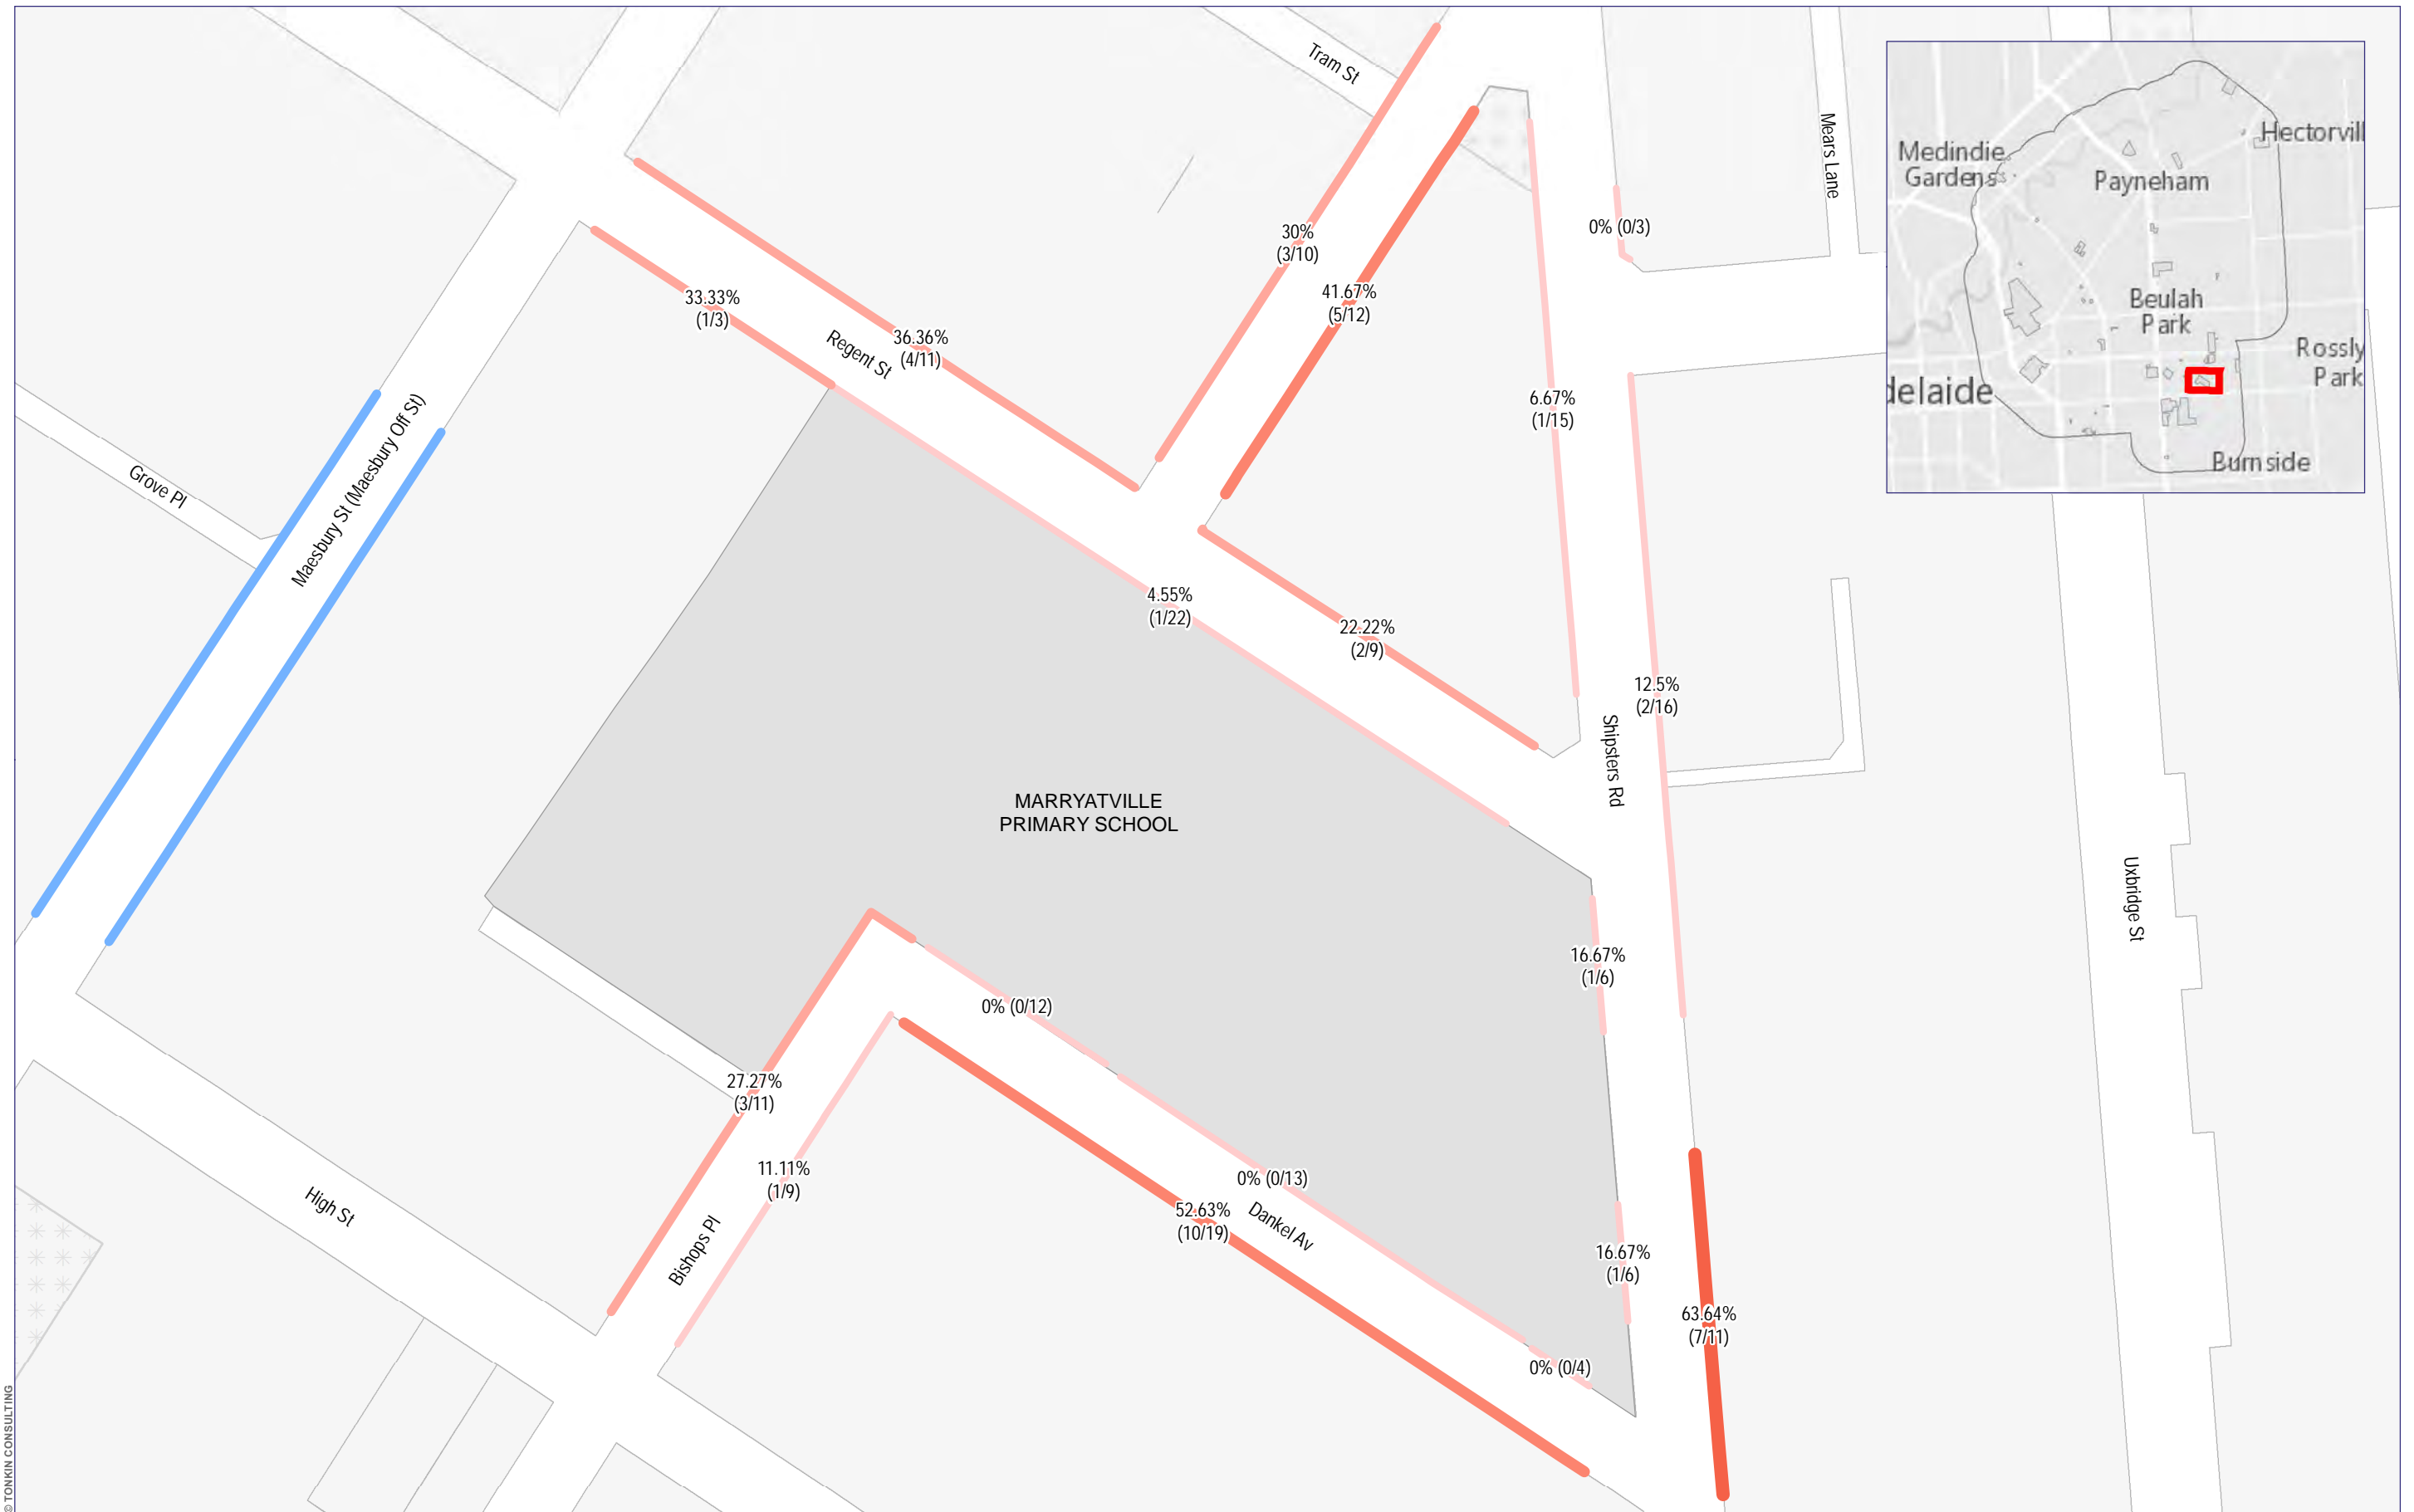 Tram St
Mears Lane
Medindie
Gardens
Hectorvill
Payneham
Beulah
Park
Rossly
Park
delaide
Burnside
30%
(3/10)
0% (0/3)
41.67%
(5/12)
33.33%
(1/3)
36.36%
(4/11)
Regent St
6.67%
(1/15)
Maesbury St (Maesbury Off St)
Grove Pl
4.55%
(1/22)
22.22%
(2/9)
12.5%
(2/16)
Shipsters Rd
MARRYATVILLE
PRIMARY SCHOOL
Uxbridge St
16.67%
(1/6)
0% (0/12)
27.27%
(3/11)
11.11%
(1/9)
0% (0/13)
High St
Bishops Pl
52.63%
(10/19)
Dankel Av
16.67%
(1/6)
63.64%
(7/11)
0% (0/4)
© TONKIN CONSULTING